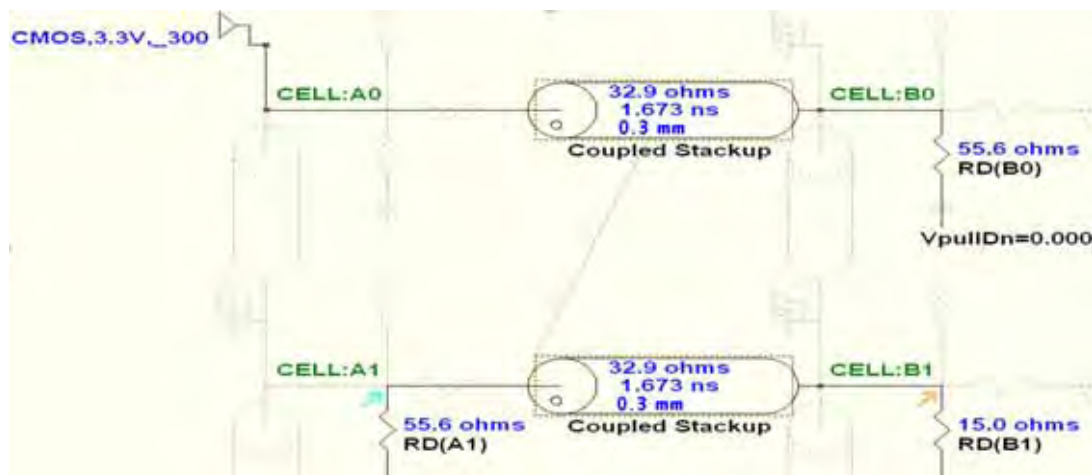 CMOS,3.3V,_300
CELL:A0
32.9 ohms
1.673 ns
0.3 mm
Coupled Stackup
CELL:B0
55.6 ohms
RD(B0)
VpullDn=0.000
CELL:A1
32.9 ohms
1.673 ns
0.3 mm
Coupled Stackup
CELL:B1
55.6 ohms
RD(A1)
15.0 ohms
RD(B1)